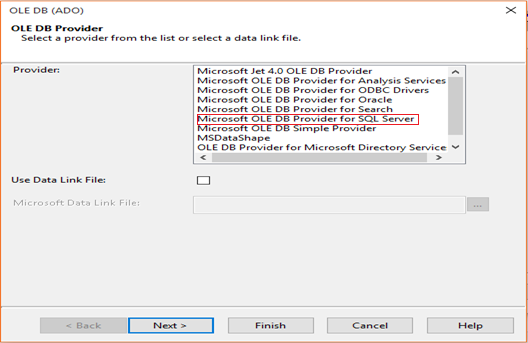 OLE DB (ADO)
OLE DB Provider
Select a provider from the list or select a data link file.
Provider:
Microsoft Jet 4.0 OLE DB Provider
Microsoft OLE DB Provider for Analysis Services
Microsoft OLE DB Provider for ODBC Drivers
Microsoft OLE DB Provider for Oracle
Microsoft OLE DB Provider for Search
Microsoft OLE DB Provider for SQL Server
Microsoft OLE DB Simple Provider
MSDataShape
OLE DB Provider for Microsoft Directory Service
Use Data Link File:
Microsoft Data Link File:
...
< Back
Next >
Finish
Cancel
Help